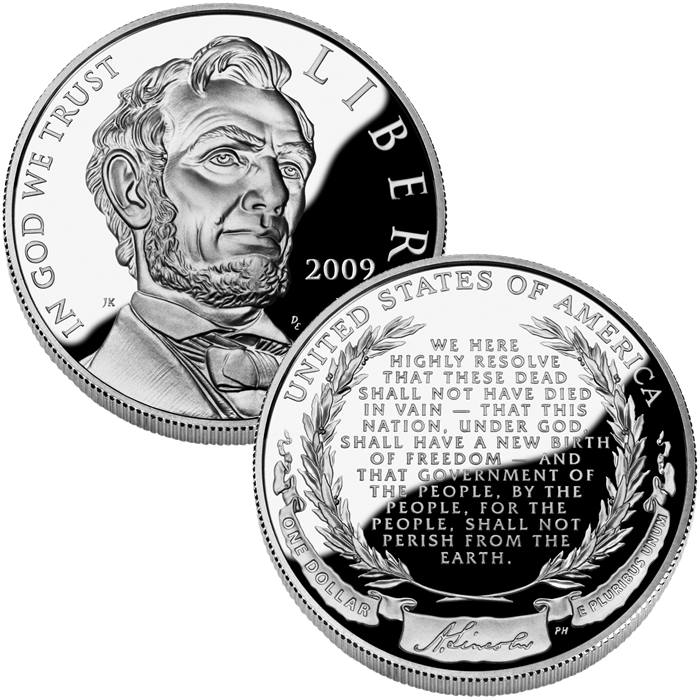 IN GOD WE TRUST
LIBER
2009
JK
DE
UNITED STATES OF AMERICA
WE HERE
HIGHLY RESOLVE
THAT THESE DEAD
SHALL NOT HAVE DIED
IN VAIN — THAT THIS
NATION, UNDER GOD,
SHALL HAVE A NEW BIRTH
OF FREEDOM — AND
THAT GOVERNMENT OF
THE PEOPLE, BY THE
PEOPLE, FOR THE
PEOPLE, SHALL NOT
PERISH FROM THE
EARTH.
ONE DOLLAR
E PLURIBUS UNUM
A. Lincoln
PH